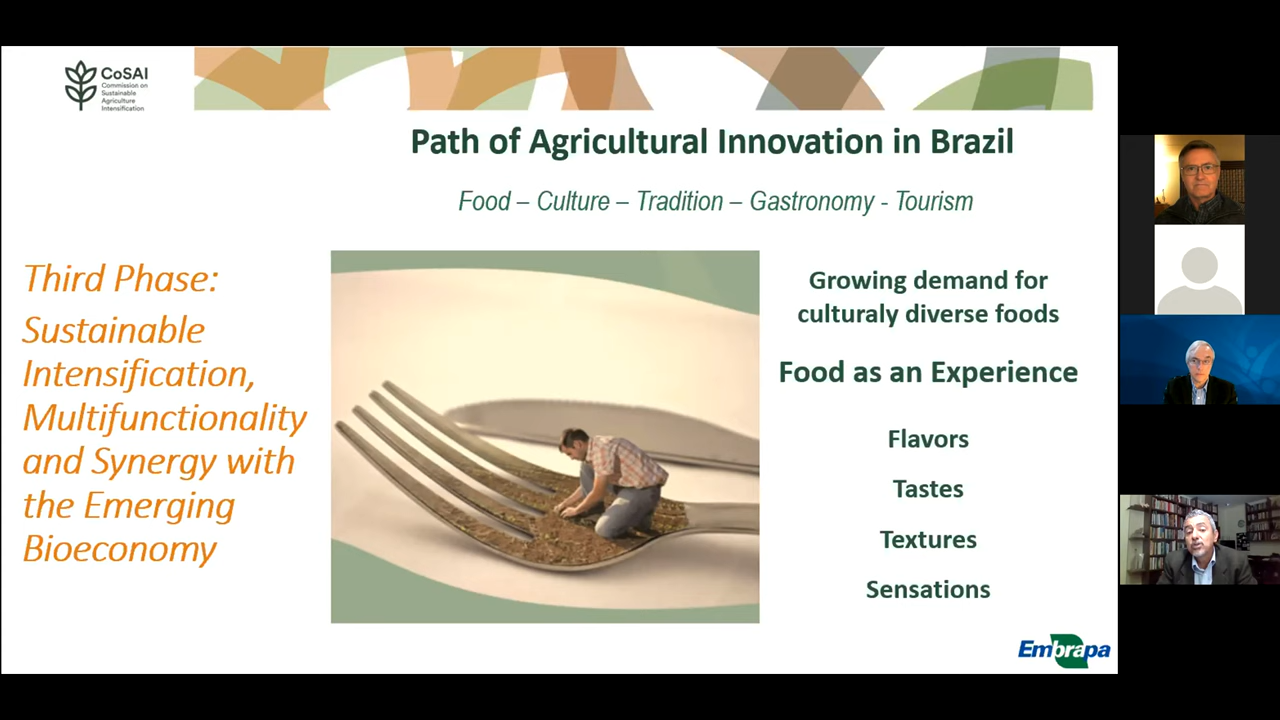 CoSAI
Commission on
Sustainable
Agriculture
Intensification
Path of Agricultural Innovation in Brazil
Food – Culture – Tradition – Gastronomy - Tourism
Third Phase:
Sustainable
Intensification,
Multifunctionality
and Synergy with
the Emerging
Bioeconomy
Growing demand for
culturaly diverse foods
Food as an Experience
Flavors
Tastes
Textures
Sensations
Embrapa